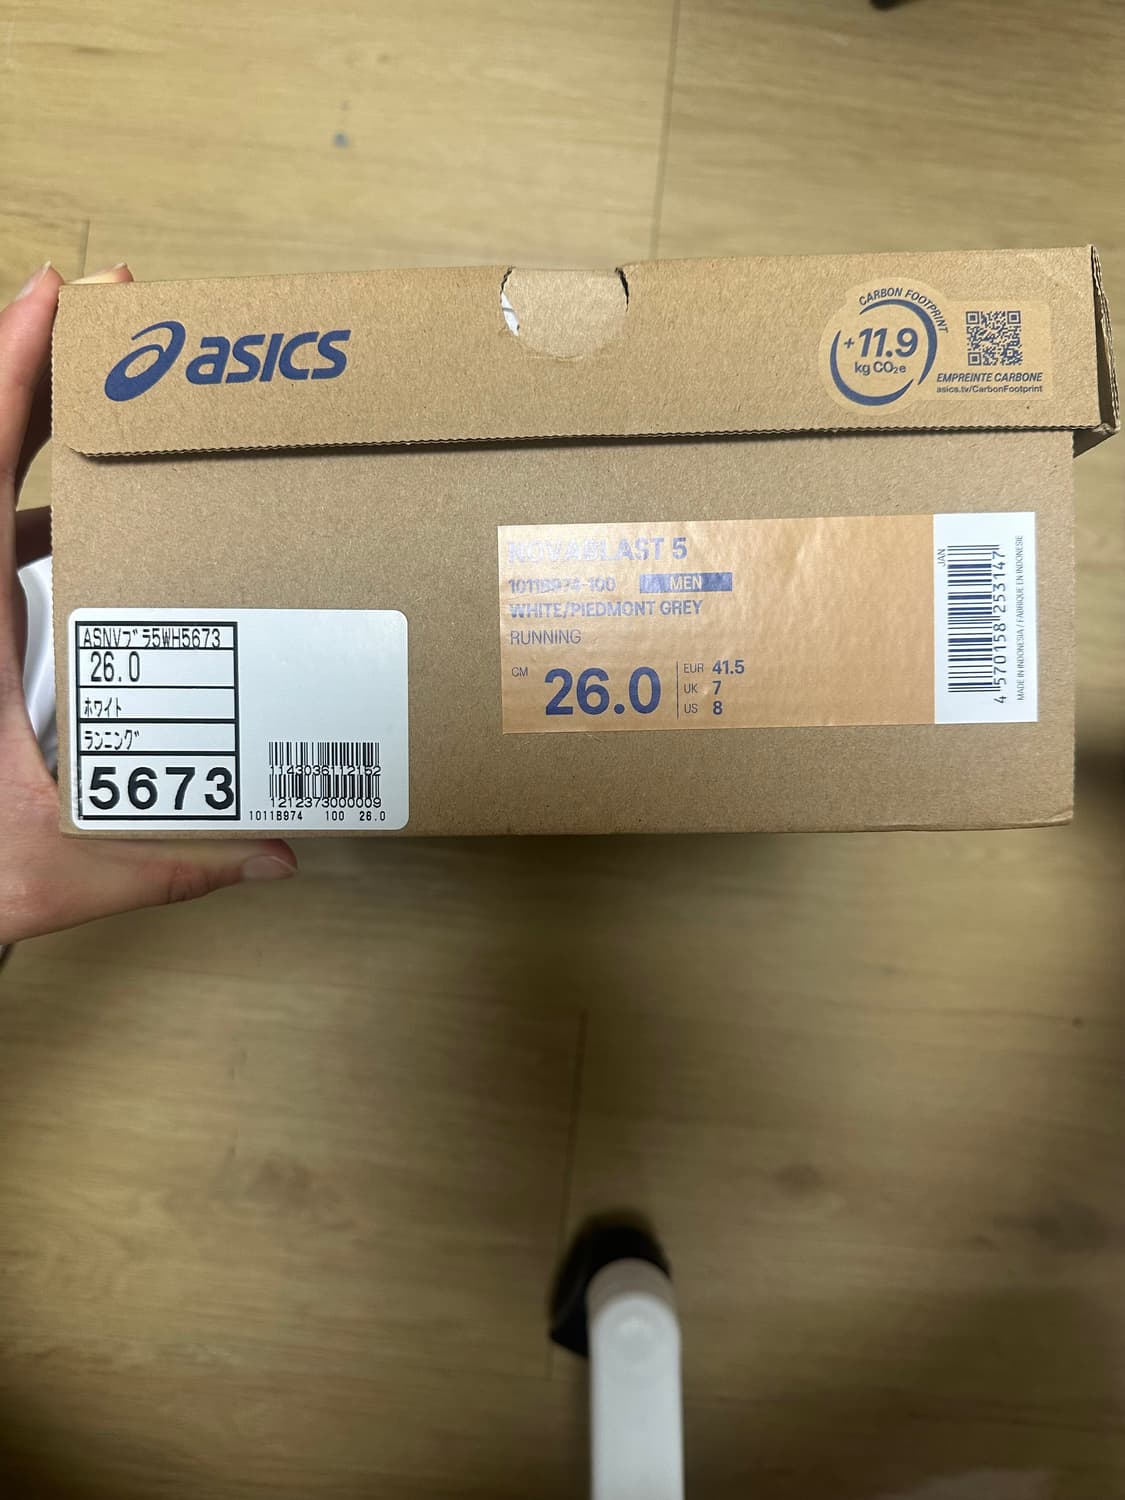 asics
CARBON FOOTPRINT
+11.9
kg CO₂e
EMPREINTE CARBONE
asics.tv/CarbonFootprint
NOVABLAST 5
1011B974-100 MEN
WHITE/PIEDMONT GREY
RUNNING
CM 26.0
EUR 41.5
UK 7
US 8
JAN
4 570158 253147
MADE IN INDONESIA / FABRIQUE EN INDONESIE
ASNVブラ5WH5673
26.0
ホワイト
ランニング
5673
1143036112152
1212373000009
1011B974 100 26.0